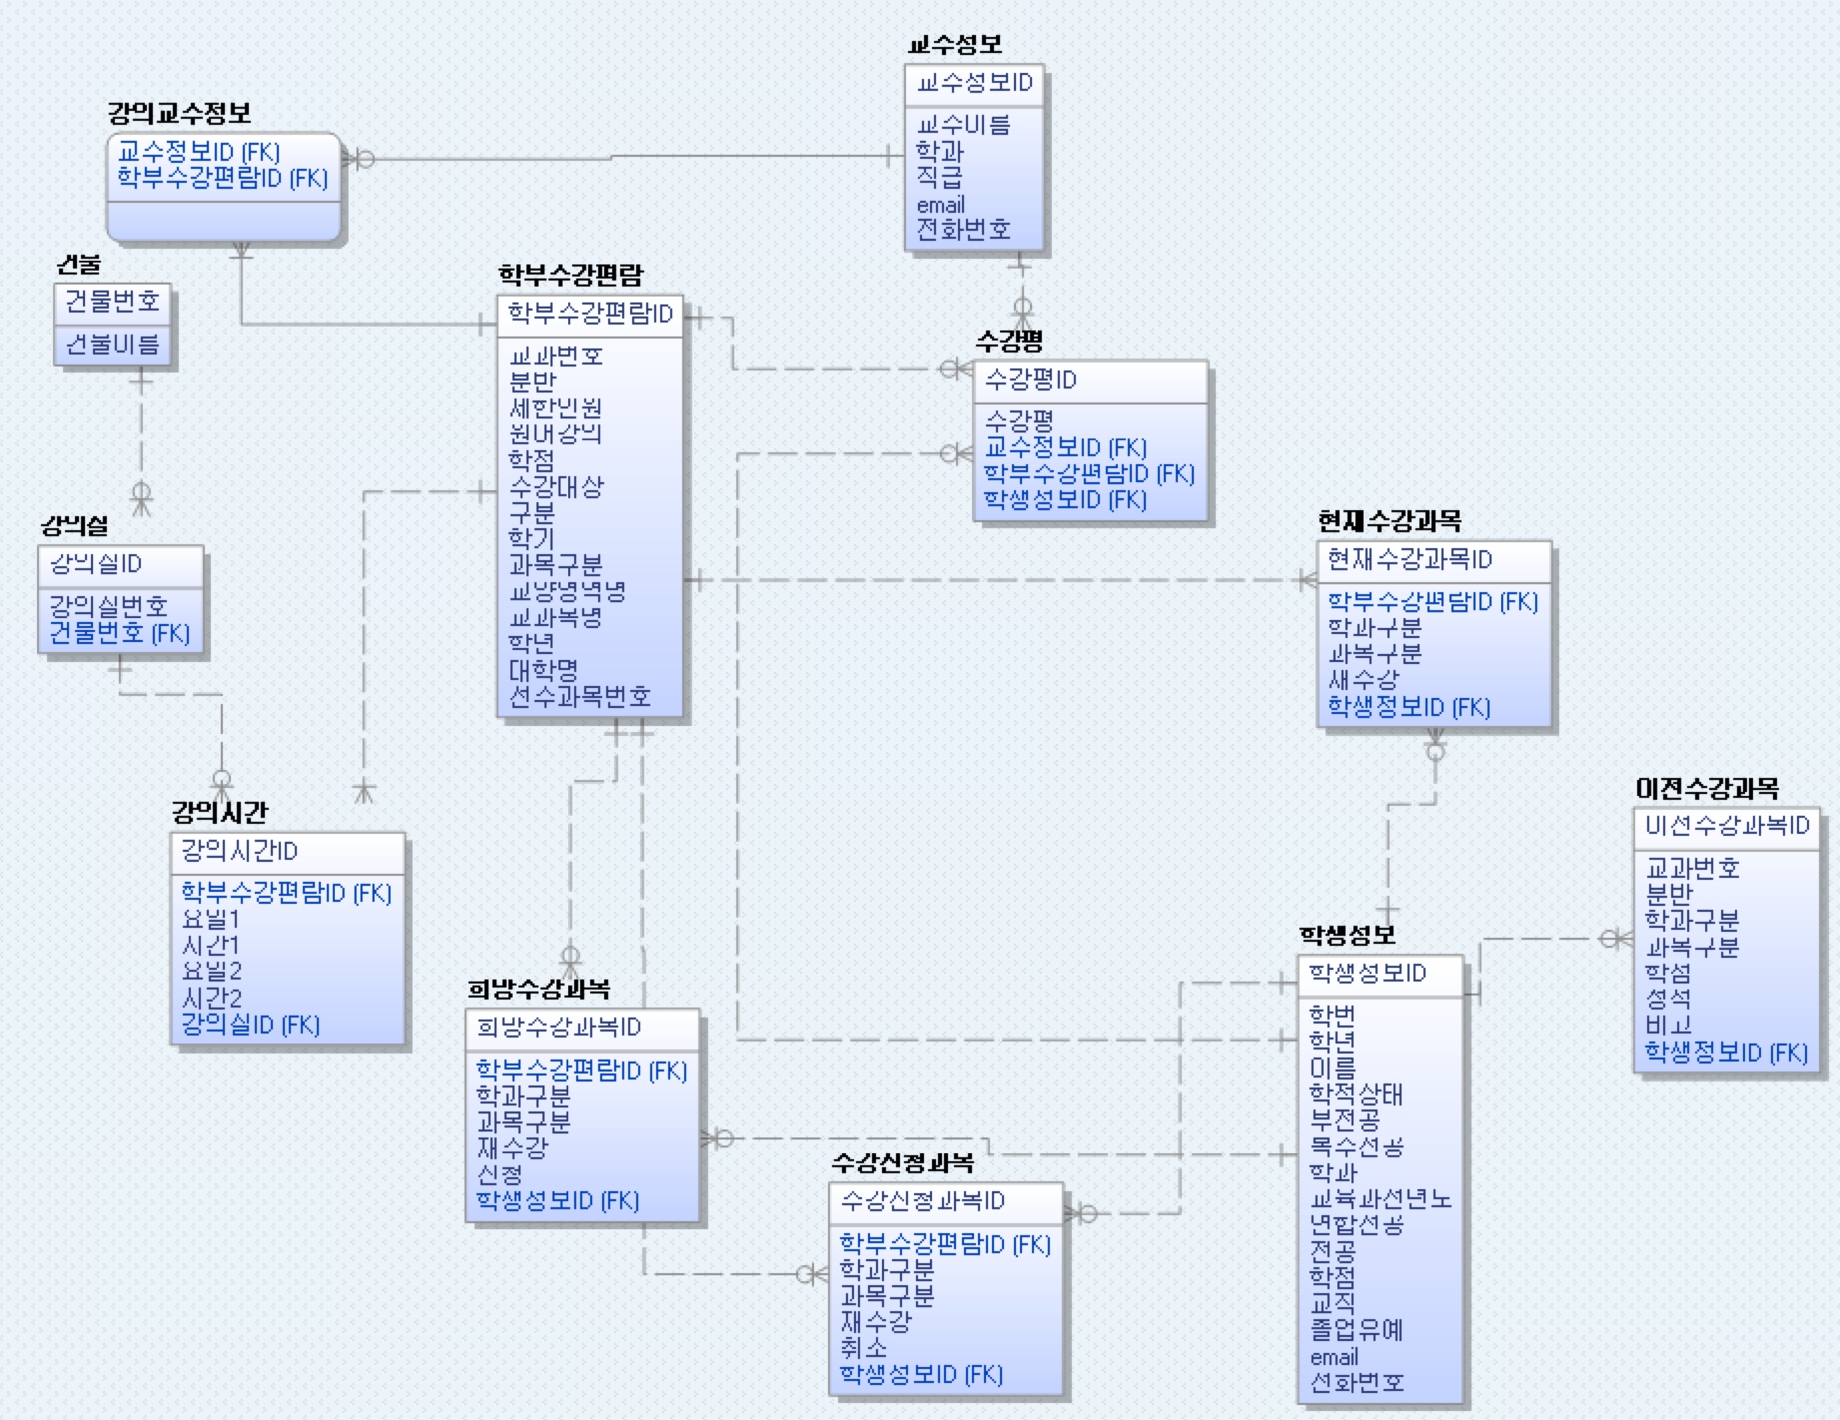 교수정보
교수정보ID
교수이름
학과
직급
email
전화번호
강의교수정보
교수정보ID (FK)
학부수강편람ID (FK)
건물
건물번호
건물이름
학부수강편람
학부수강편람ID
교과번호
분반
제한인원
원어강의
학점
수강대상
구분
학기
과목구분
교양영역명
교과목명
학년
대학명
선수과목번호
수강평
수강평ID
수강평
교수정보ID (FK)
학부수강편람ID (FK)
학생정보ID (FK)
강의실
강의실ID
강의실번호
건물번호 (FK)
현재수강과목
현재수강과목ID
학부수강편람ID (FK)
학과구분
과목구분
재수강
학생정보ID (FK)
강의시간
강의시간ID
학부수강편람ID (FK)
요일1
시간1
요일2
시간2
강의실ID (FK)
이전수강과목
이전수강과목ID
교과번호
분반
학과구분
과목구분
학점
성적
비고
학생정보ID (FK)
희망수강과목
희망수강과목ID
학부수강편람ID (FK)
학과구분
과목구분
재수강
신청
학생정보ID (FK)
수강신청과목
수강신청과목ID
학부수강편람ID (FK)
학과구분
과목구분
재수강
취소
학생정보ID (FK)
학생정보
학생정보ID
학번
학년
이름
학적상태
부전공
복수전공
학과
교육과정년도
연합전공
전공
학점
교직
졸업유예
email
전화번호